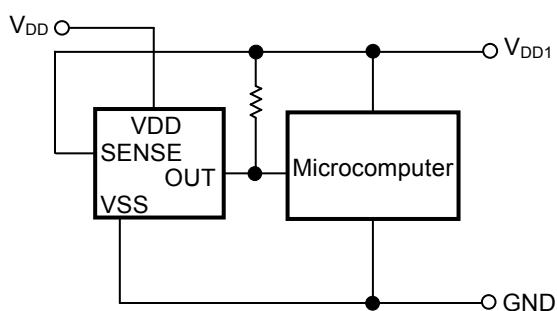 VDD
VDD1
VDD
SENSE
OUT
VSS
Microcomputer
GND